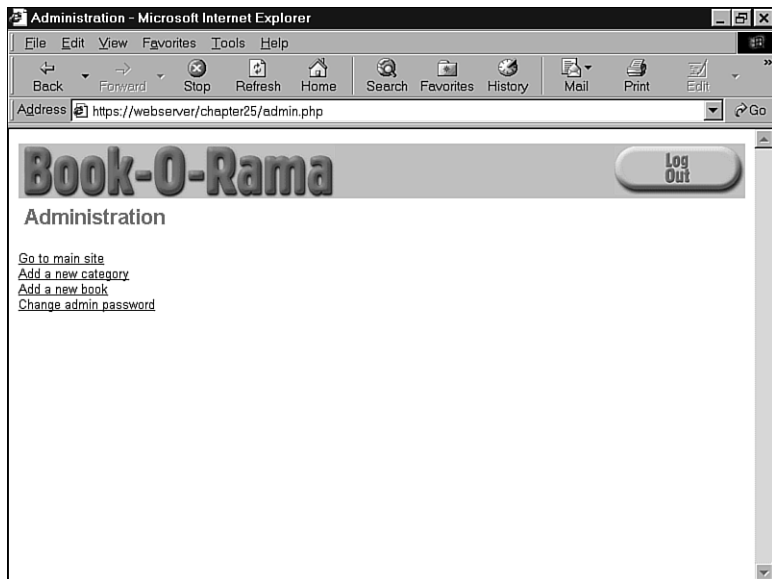 Administration - Microsoft Internet Explorer
File Edit View Favorites Tools Help
Back Forward Stop Refresh Home Search Favorites History Mail Print Edit »
Address https://webserver/chapter25/admin.php Go
Book-O-Rama
Log
Out
Administration
Go to main site
Add a new category
Add a new book
Change admin password